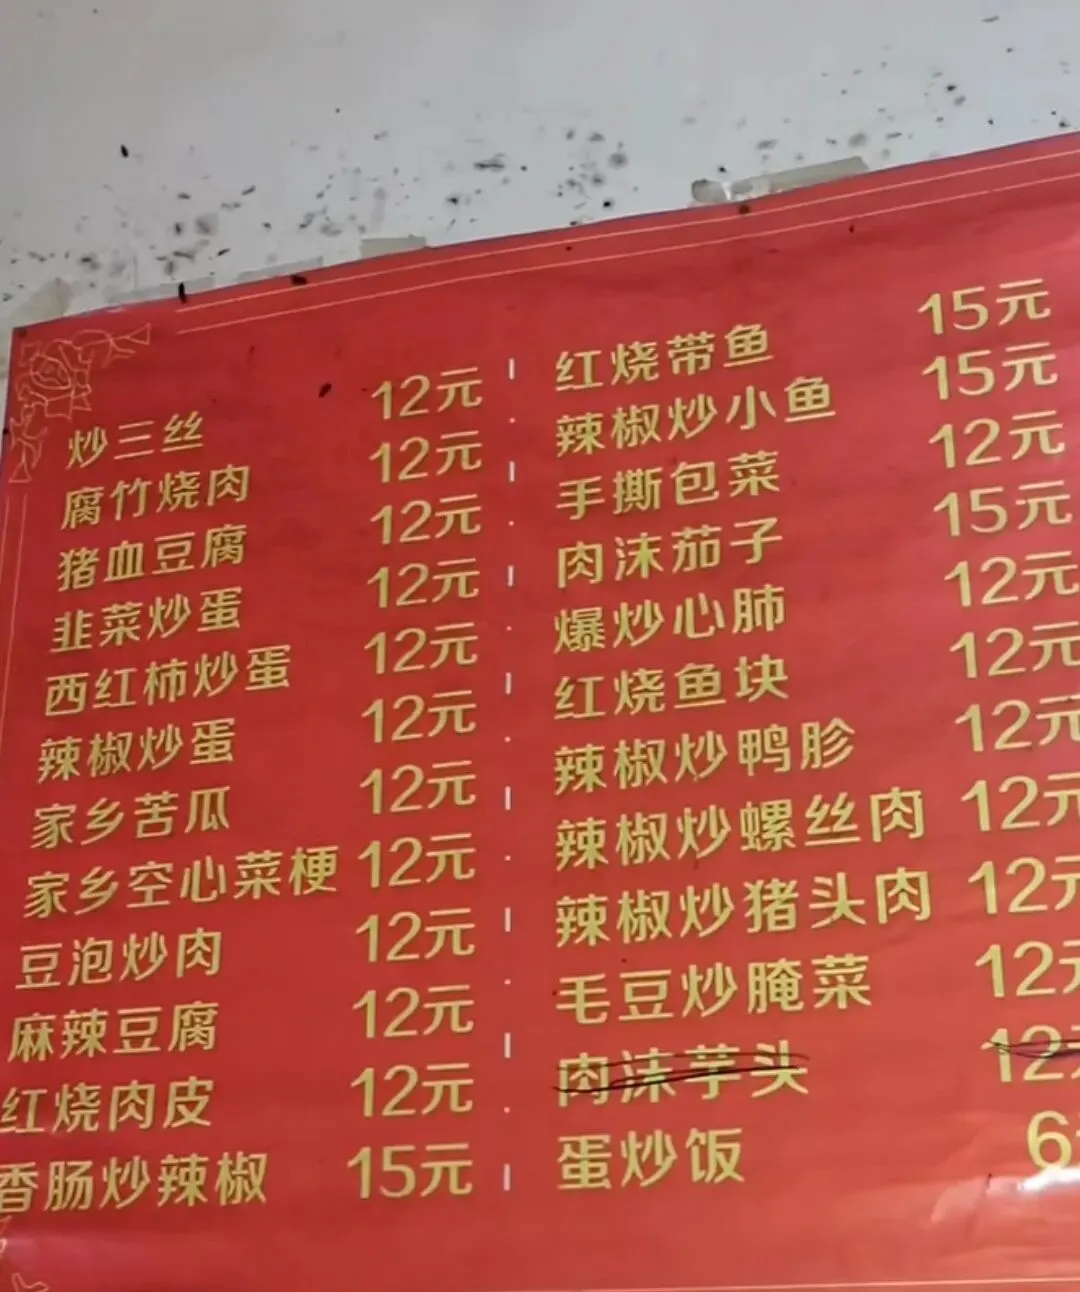 炒三丝 12元
腐竹烧肉 12元
猪血豆腐 12元
韭菜炒蛋 12元
西红柿炒蛋 12元
辣椒炒蛋 12元
家乡苦瓜 12元
家乡空心菜梗 12元
豆泡炒肉 12元
麻辣豆腐 12元
红烧肉皮 12元
香肠炒辣椒 15元
红烧带鱼 15元
辣椒炒小鱼 15元
手撕包菜 12元
肉沫茄子 15元
爆炒心肺 12元
红烧鱼块 12元
辣椒炒鸭胗 12元
辣椒炒螺丝肉 12元
辣椒炒猪头肉 12元
毛豆炒腌菜 12元
肉沫芋头 12
蛋炒饭 6